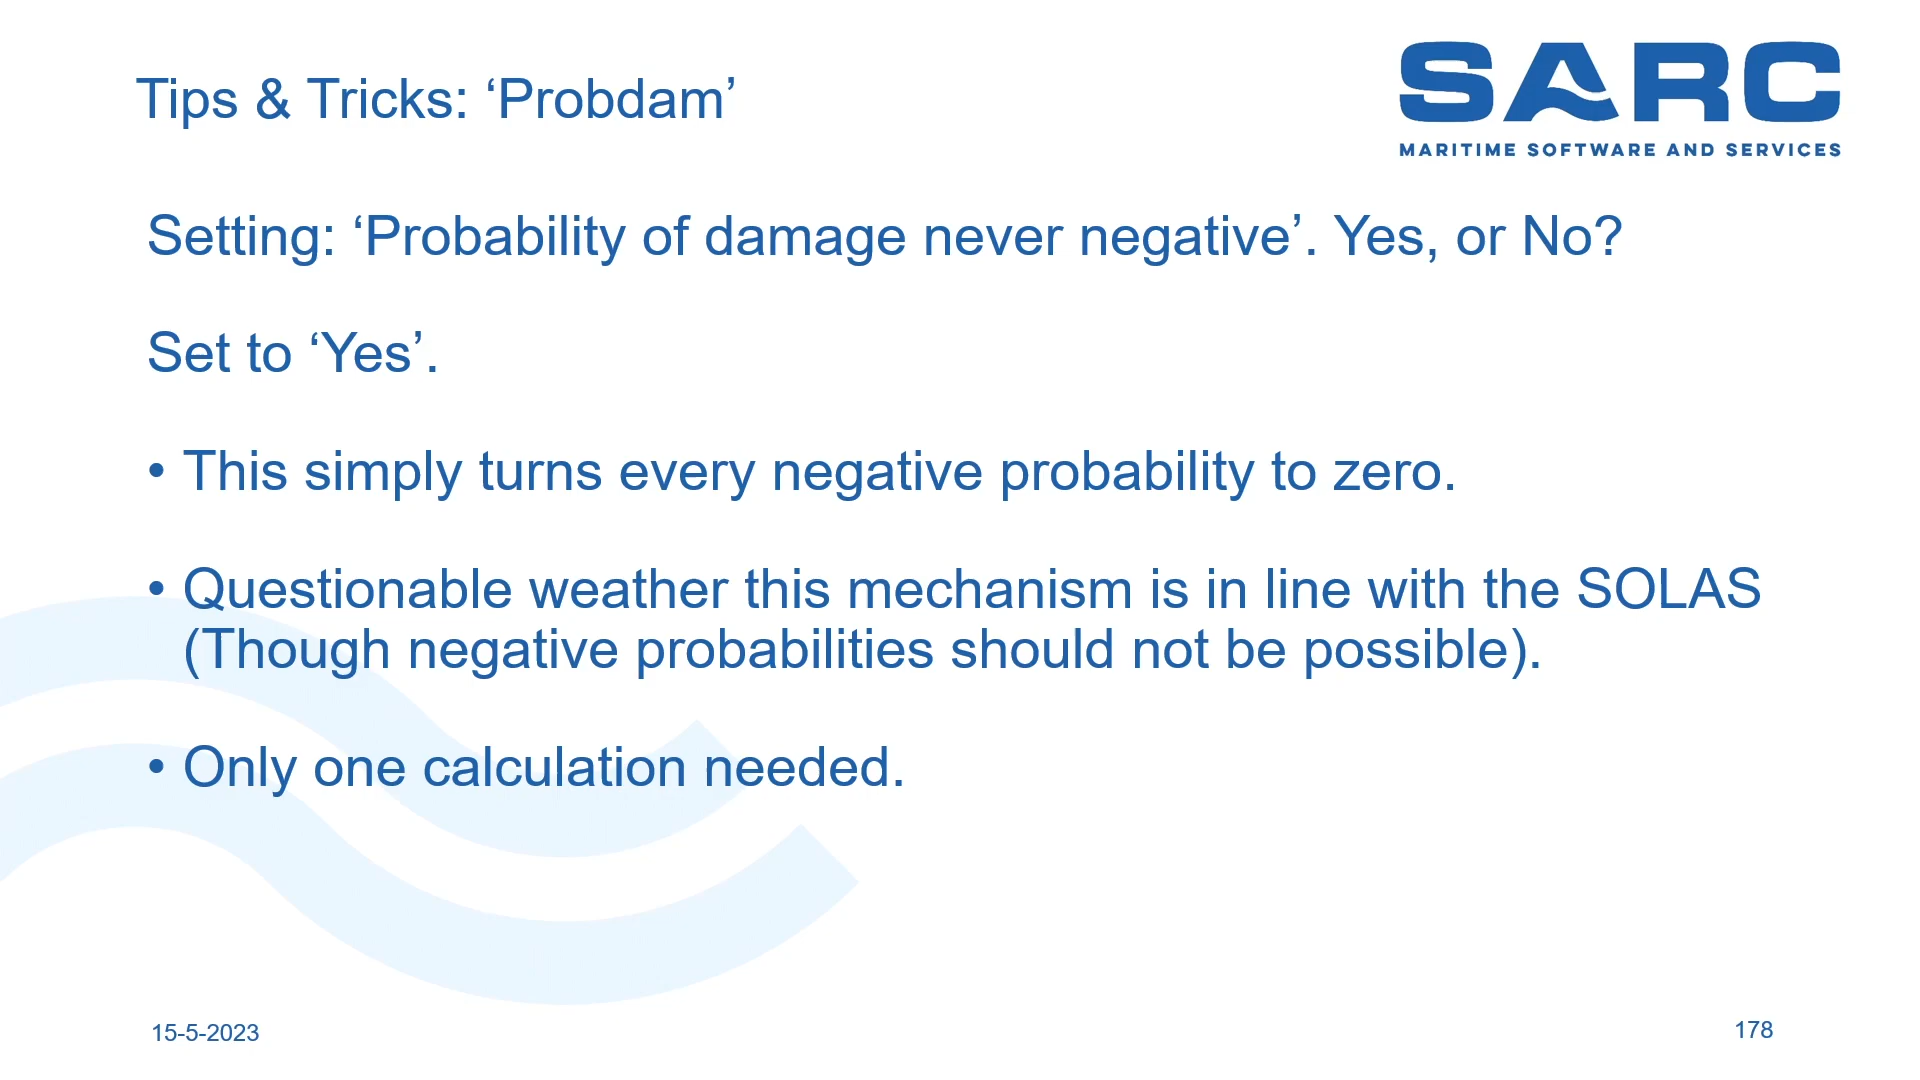 Tips & Tricks: ‘Probdam’
SARC
MARITIME SOFTWARE AND SERVICES
Setting: ‘Probability of damage never negative’. Yes, or No?
Set to ‘Yes’.
• This simply turns every negative probability to zero.
• Questionable weather this mechanism is in line with the SOLAS
(Though negative probabilities should not be possible).
• Only one calculation needed.
15-5-2023
178